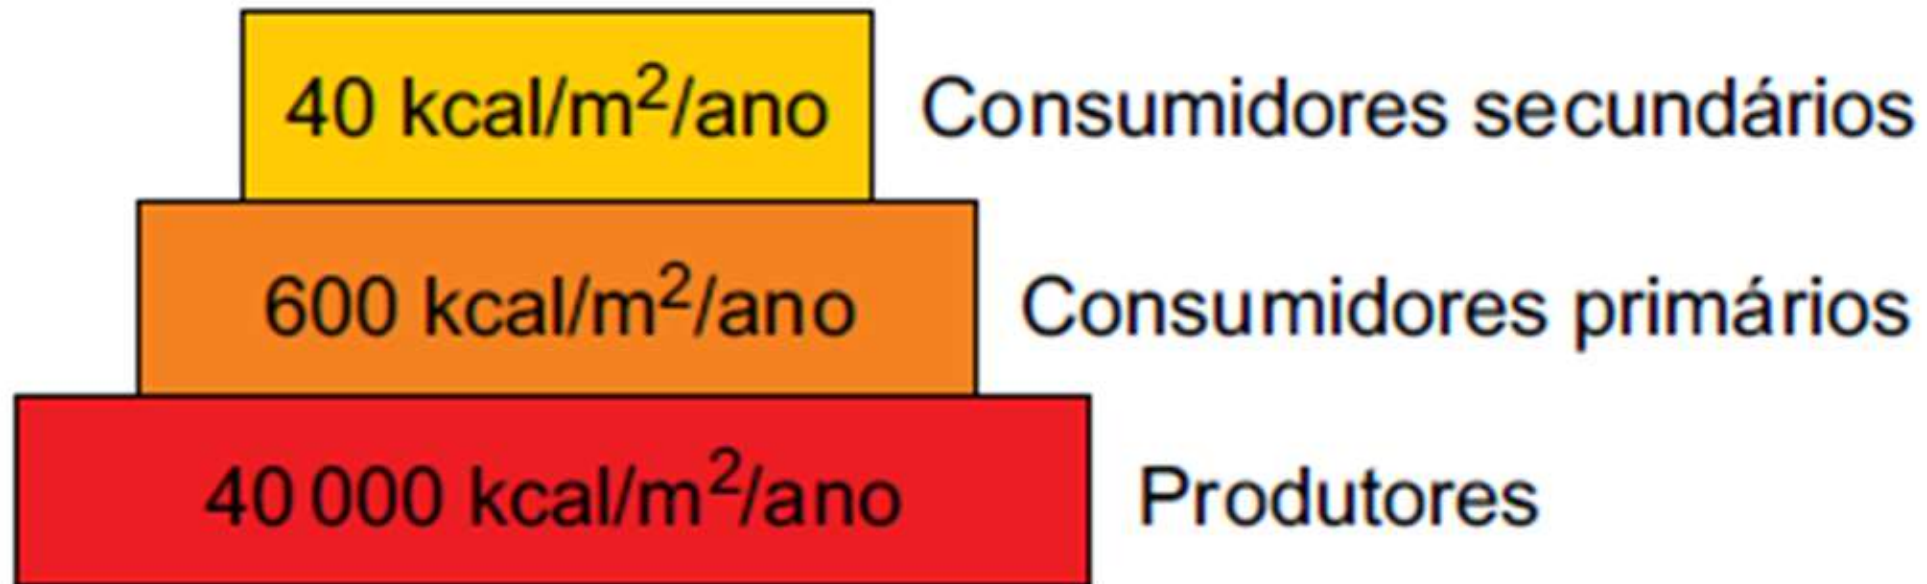 40 kcal/m²/ano Consumidores secundários
600 kcal/m²/ano Consumidores primários
40 000 kcal/m²/ano Produtores